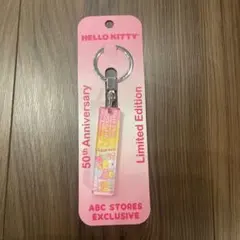 HELLO KITTY®
50th Anniversary
Limited Edition
ABC STORES
EXCLUSIVE